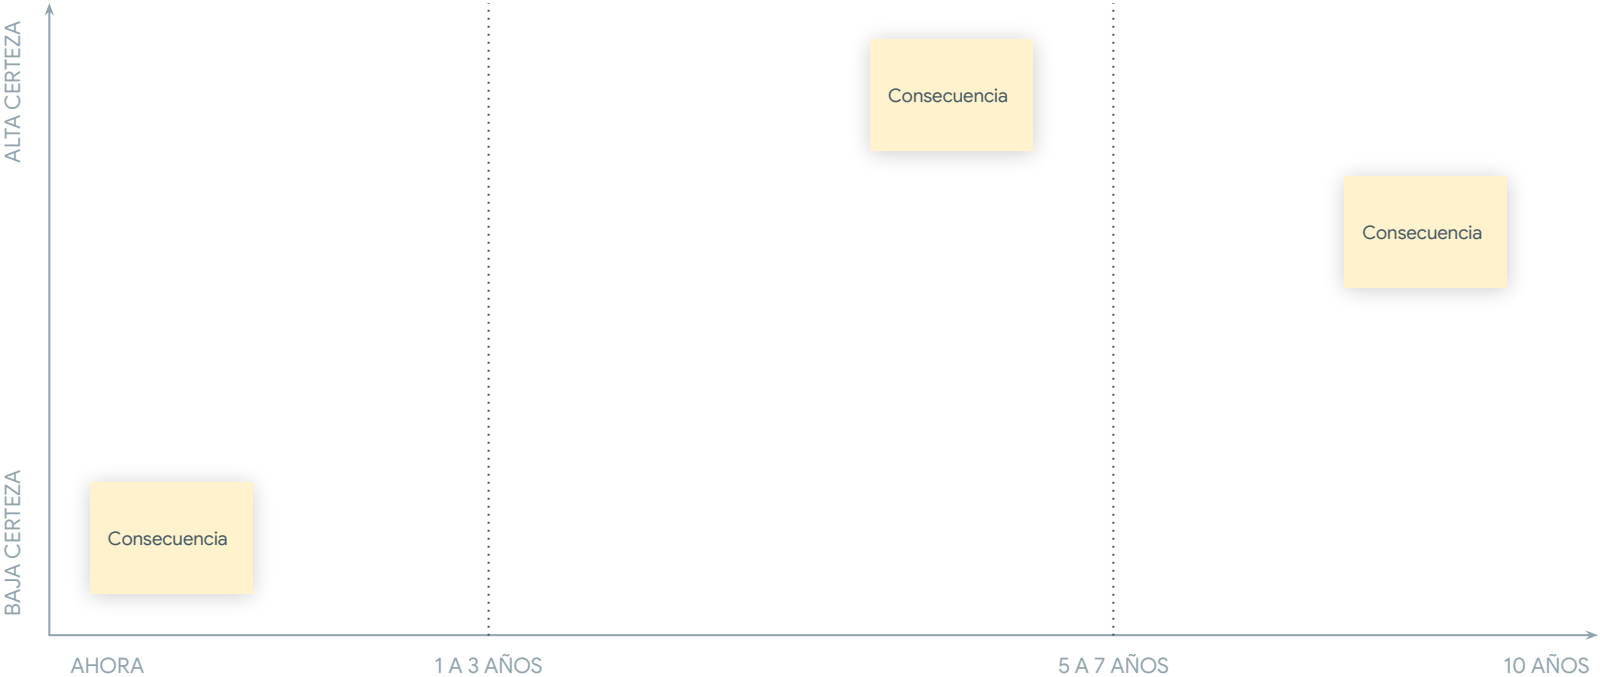 ALTA CERTEZA
Consecuencia
Consecuencia
BAJA CERTEZA
Consecuencia
AHORA
1 A 3 AÑOS
5 A 7 AÑOS
10 AÑOS